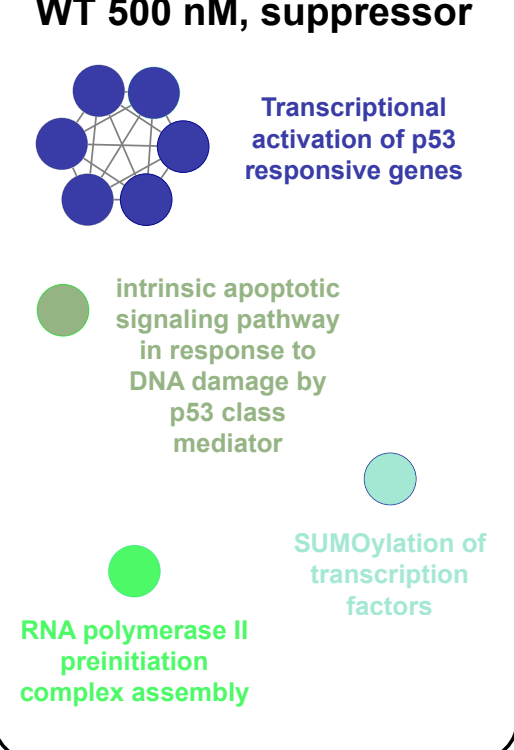 WT 500 nM, suppressor
Transcriptional
activation of p53
responsive genes
intrinsic apoptotic
signaling pathway
in response to
DNA damage by
p53 class
mediator
SUMOylation of
transcription
factors
RNA polymerase II
preinitiation
complex assembly